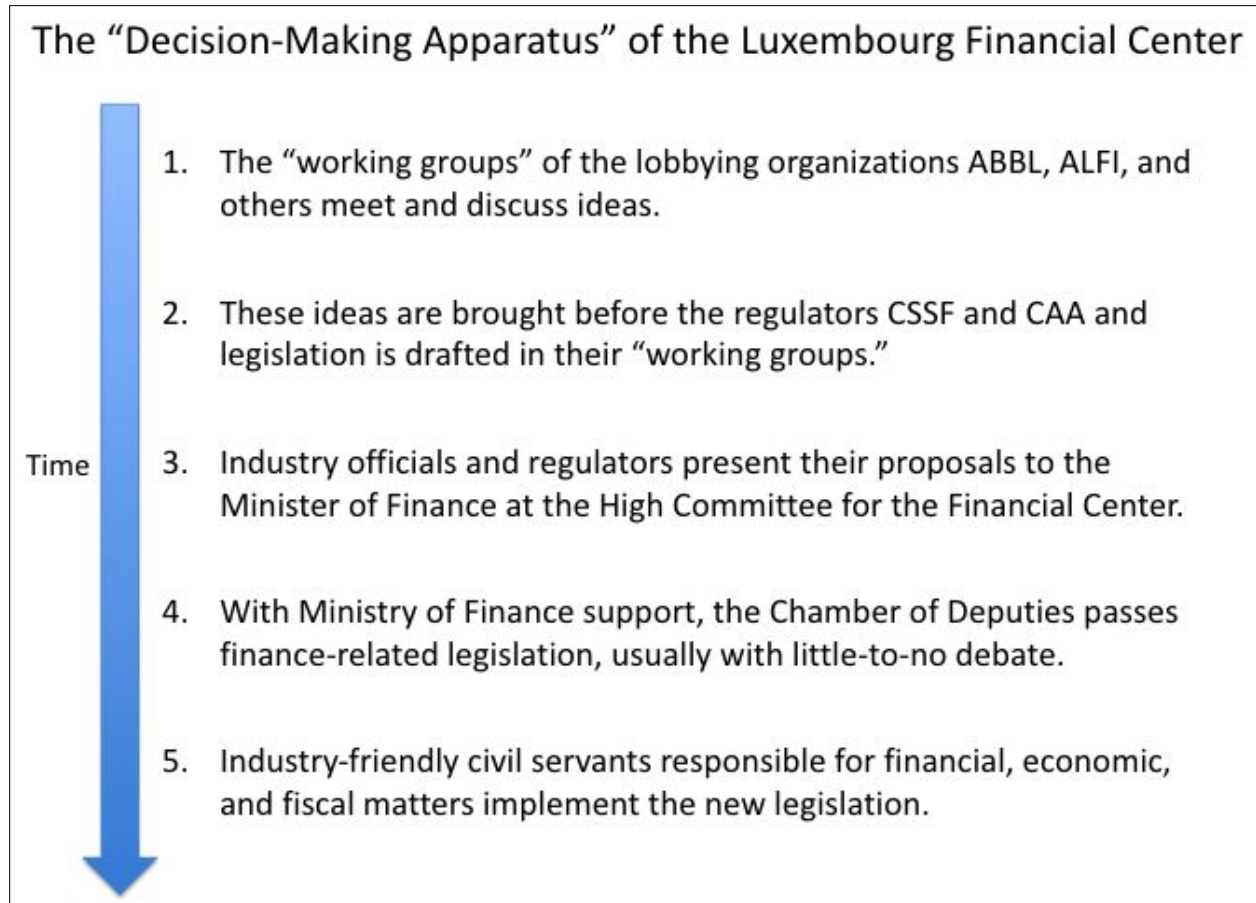 The “Decision-Making Apparatus” of the Luxembourg Financial Center
1. The “working groups” of the lobbying organizations ABBL, ALFI, and
others meet and discuss ideas.
2. These ideas are brought before the regulators CSSF and CAA and
legislation is drafted in their “working groups.”
Time
3. Industry officials and regulators present their proposals to the
Minister of Finance at the High Committee for the Financial Center.
4. With Ministry of Finance support, the Chamber of Deputies passes
finance-related legislation, usually with little-to-no debate.
5. Industry-friendly civil servants responsible for financial, economic,
and fiscal matters implement the new legislation.